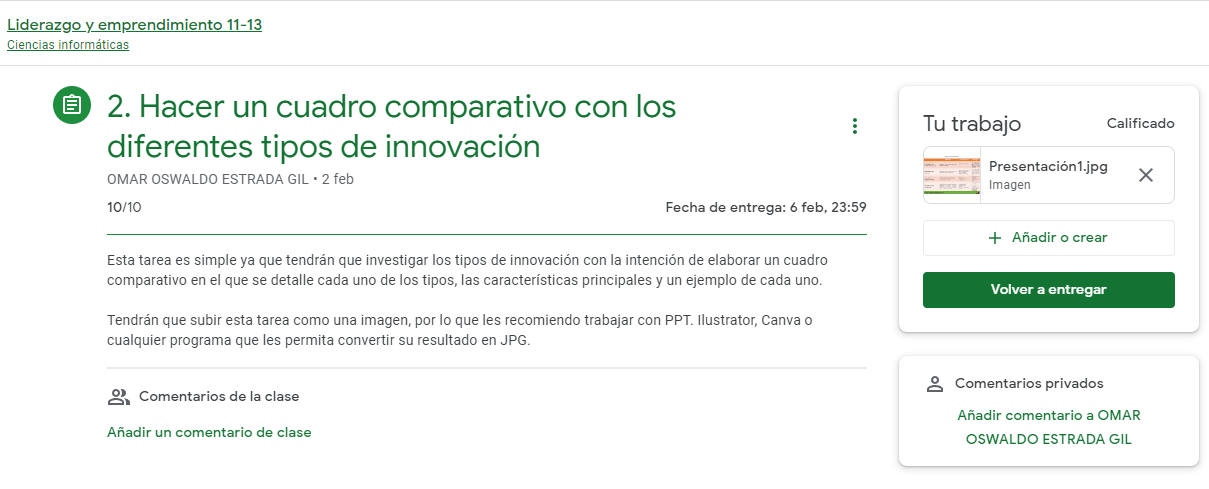 Liderazgo y emprendimiento 11-13
Ciencias informáticas
2. Hacer un cuadro comparativo con los
diferentes tipos de innovación
OMAR OSWALDO ESTRADA GIL • 2 feb
10/10
Fecha de entrega: 6 feb, 23:59
Esta tarea es simple ya que tendrán que investigar los tipos de innovación con la intención de elaborar un cuadro
comparativo en el que se detalle cada uno de los tipos, las características principales y un ejemplo de cada uno.
Tendrán que subir esta tarea como una imagen, por lo que les recomiendo trabajar con PPT. Ilustrator, Canva o
cualquier programa que les permita convertir su resultado en JPG.
Comentarios de la clase
Añadir un comentario de clase
Tu trabajo
Calificado
Presentación1.jpg
Imagen
Añadir o crear
Volver a entregar
Comentarios privados
Añadir comentario a OMAR
OSWALDO ESTRADA GIL